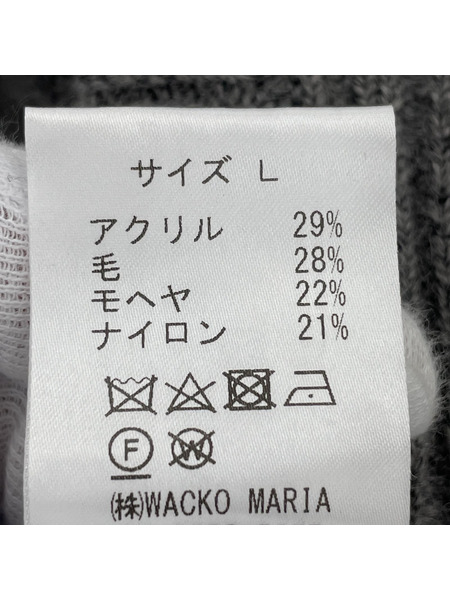 サイズ L
アクリル 29%
毛 28%
モヘヤ 22%
ナイロン 21%
F W
㈱WACKO MARIA